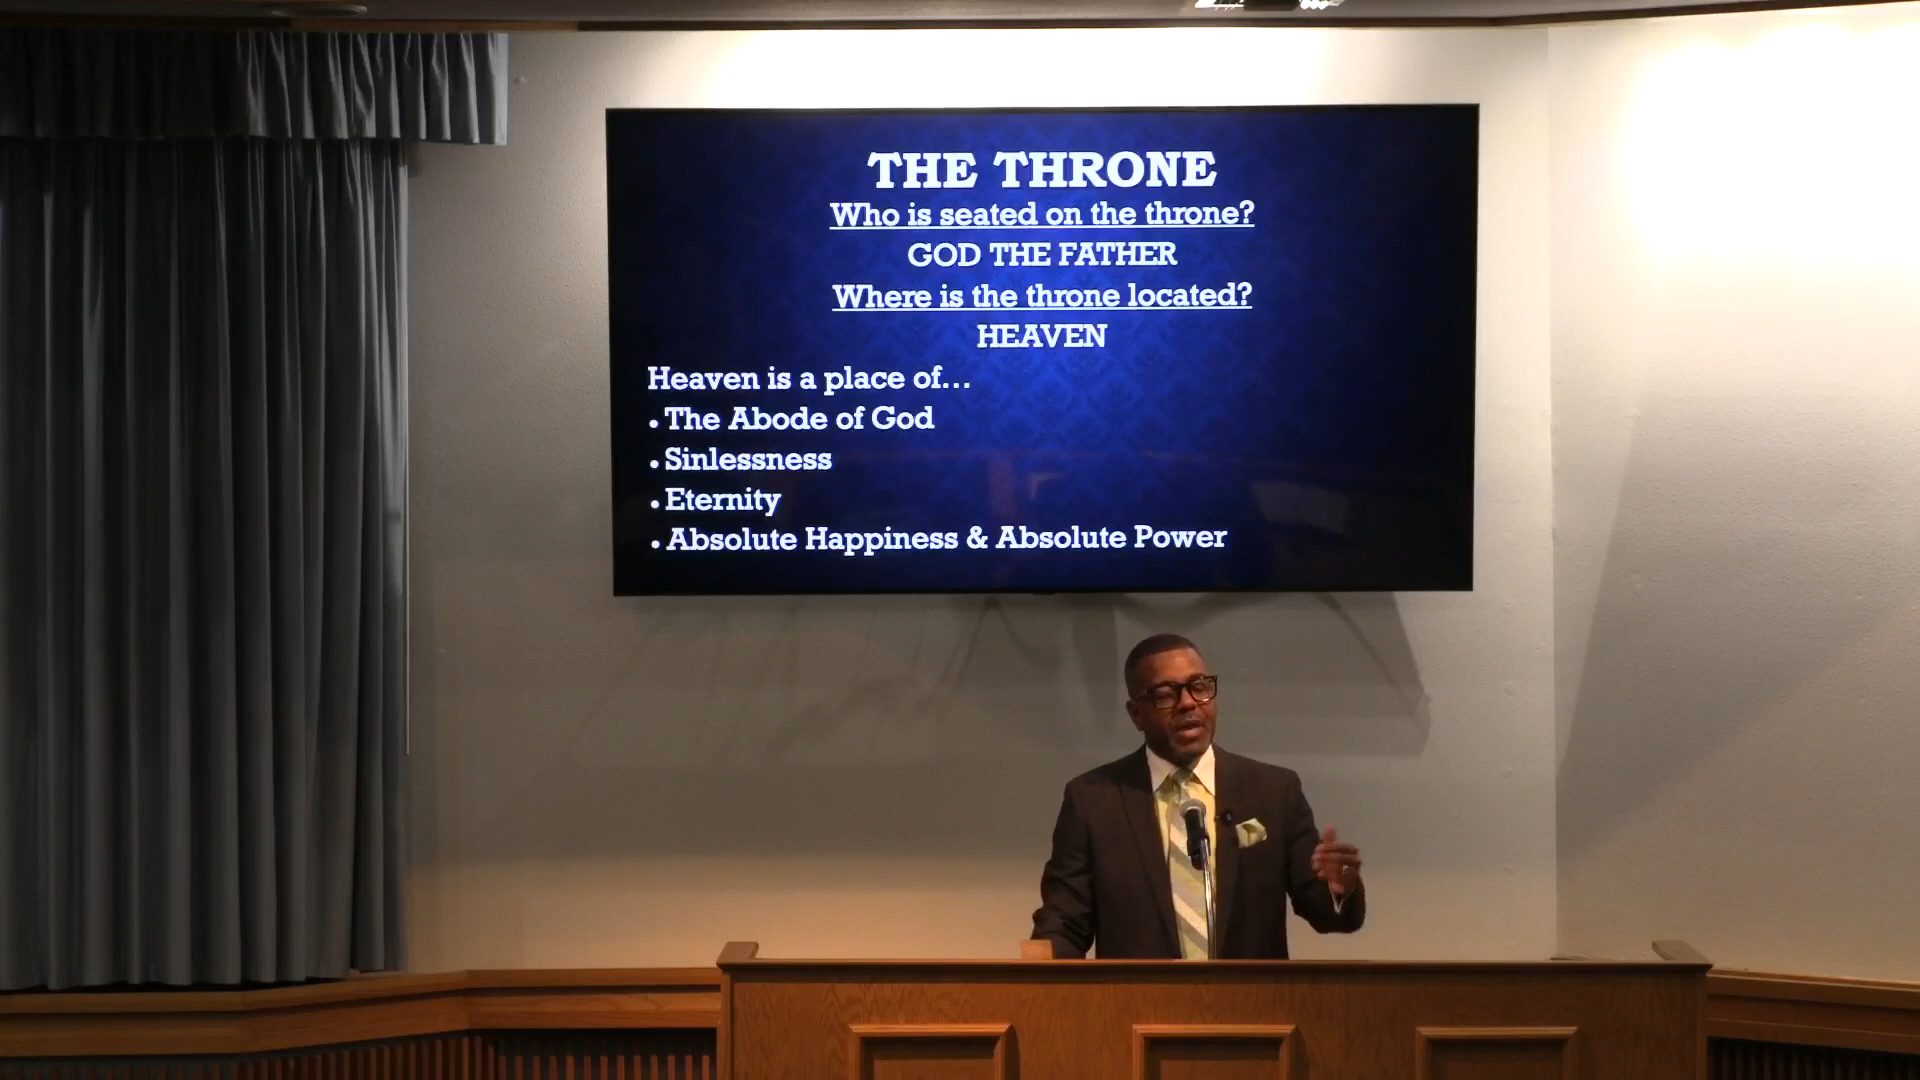 THE THRONE
Who is seated on the throne?
GOD THE FATHER
Where is the throne located?
HEAVEN
Heaven is a place of...
• The Abode of God
• Sinlessness
• Eternity
• Absolute Happiness & Absolute Power